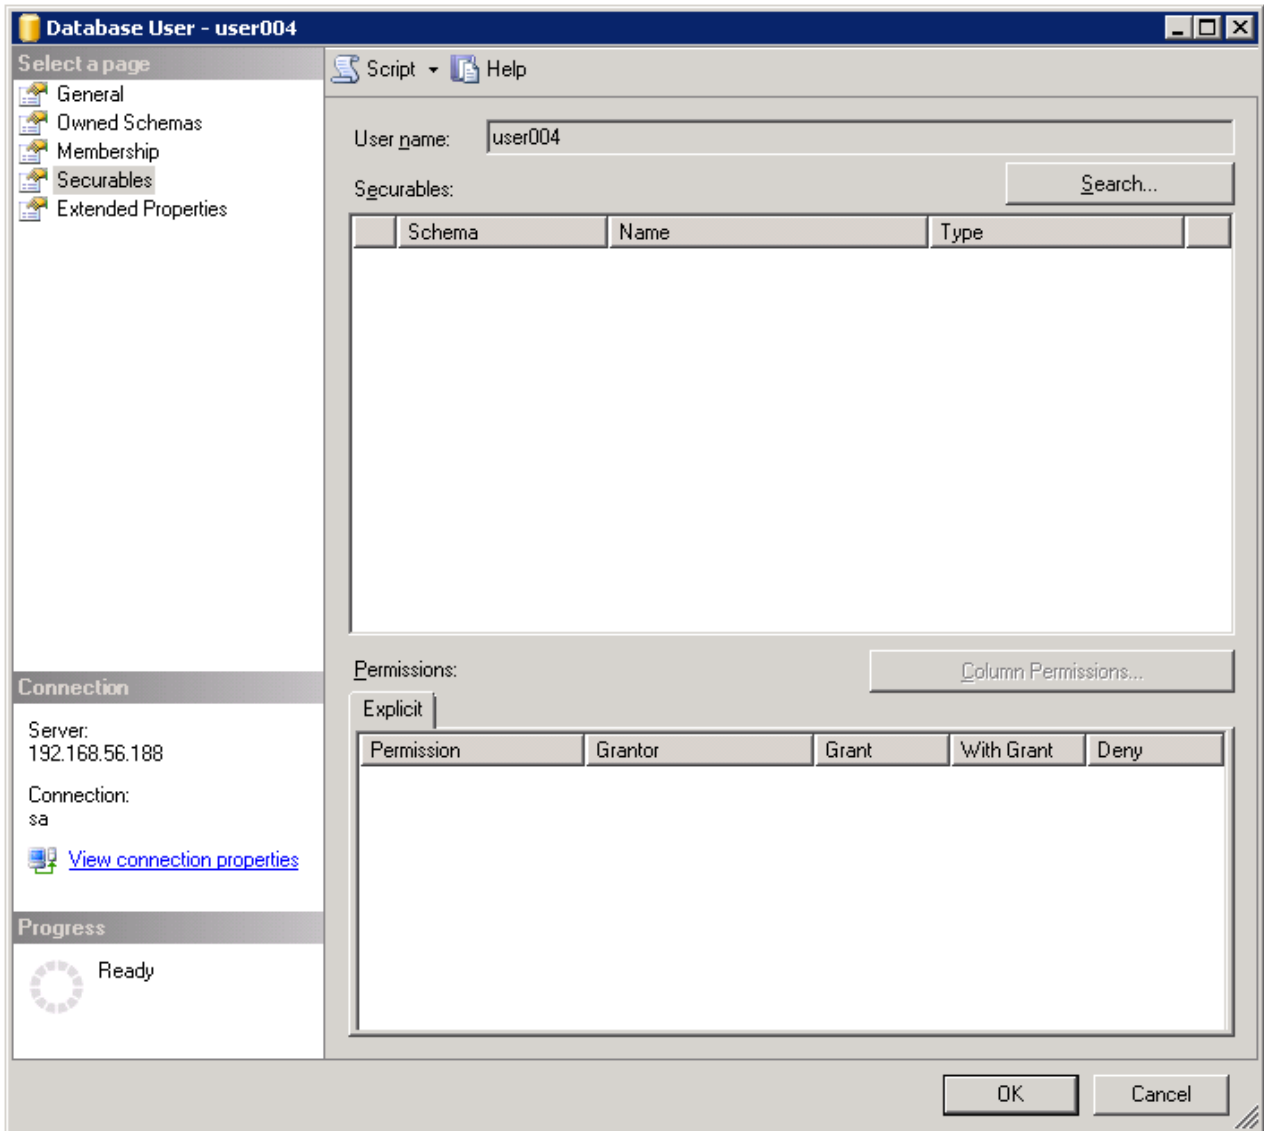 Database User - user004
Select a page
General
Owned Schemas
Membership
Securables
Extended Properties
Script
Help
User name:
user004
Securables:
Search...
Schema
Name
Type
Permissions:
Column Permissions...
Explicit
Permission
Grantor
Grant
With Grant
Deny
Connection
Server:
192.168.56.188
Connection:
sa
View connection properties
Progress
Ready
OK
Cancel